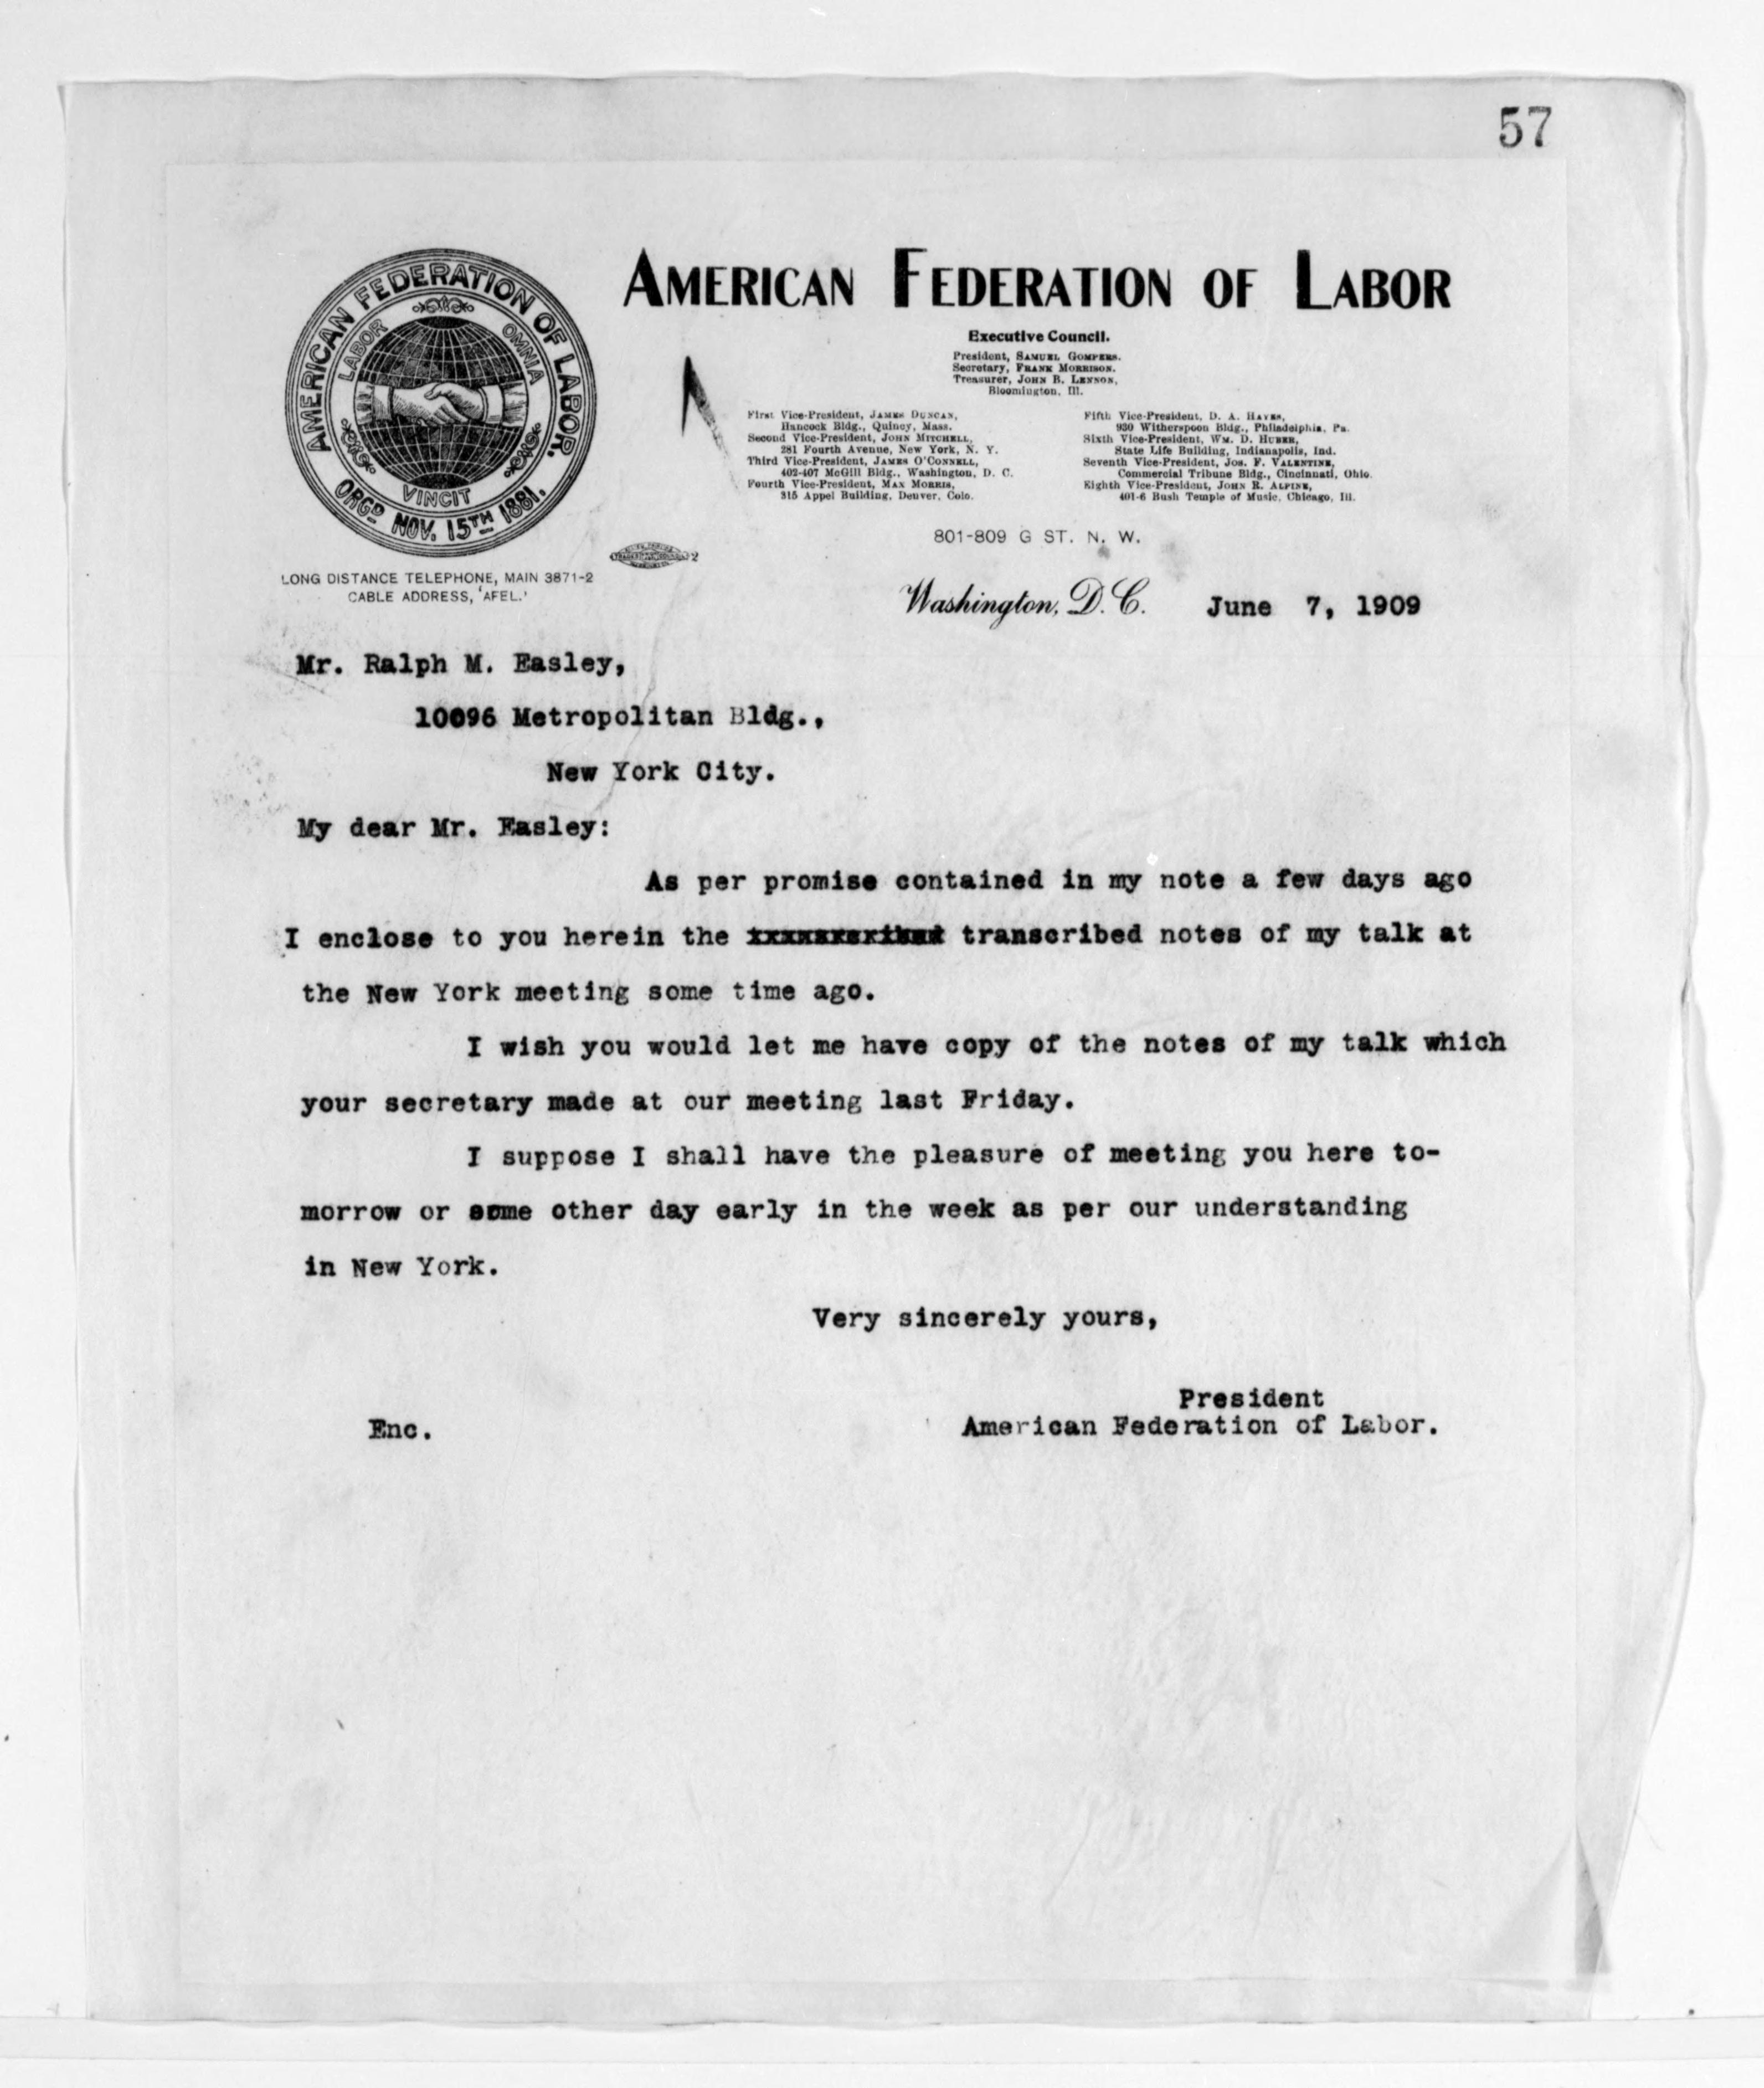 57
AMERICAN FEDERATION OF LABOR.
LABOR OMNIA
VINCIT
ORGD NOV. 15TH 1881.
AMERICAN FEDERATION OF LABOR
Executive Council.
President, SAMUEL GOMPERS.
Secretary, FRANK MORRISON.
Treasurer, JOHN B. LENNON,
Bloomington, Ill.
First Vice-President, JAMES DUNCAN,
Hancock Bldg., Quincy, Mass.
Second Vice-President, JOHN MITCHELL,
281 Fourth Avenue, New York, N. Y.
Third Vice-President, JAMES O'CONNELL,
402-407 McGill Bldg., Washington, D. C.
Fourth Vice-President, MAX MORRIS,
315 Appel Building, Denver, Colo.
Fifth Vice-President, D. A. HAYES,
930 Witherspoon Bldg., Philadelphia, Pa.
Sixth Vice-President, WM. D. HUBER,
State Life Building, Indianapolis, Ind.
Seventh Vice-President, JOS. F. VALENTINE,
Commercial Tribune Bldg., Cincinnati, Ohio.
Eighth Vice-President, JOHN R. ALPINE,
401-6 Bush Temple of Music, Chicago, Ill.
801-809 G ST. N. W.
2
LONG DISTANCE TELEPHONE, MAIN 3871-2
CABLE ADDRESS, 'AFEL.'
Washington, D. C. June 7, 1909
Mr. Ralph M. Easley,
10096 Metropolitan Bldg.,
New York City.
My dear Mr. Easley:
As per promise contained in my note a few days ago
I enclose to you herein the transcribed notes of my talk at
the New York meeting some time ago.
I wish you would let me have copy of the notes of my talk which
your secretary made at our meeting last Friday.
I suppose I shall have the pleasure of meeting you here to-
morrow or some other day early in the week as per our understanding
in New York.
Very sincerely yours,
President
Enc. American Federation of Labor.